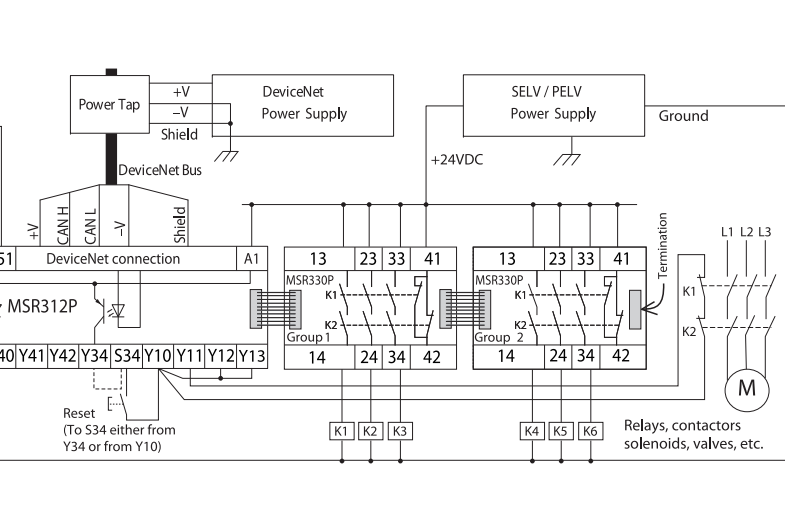 DeviceNet
Power Supply
SELV / PELV
Power Supply
Power Tap
+V
–V
Shield
Ground
+24VDC
DeviceNet Bus
+V
CAN H
CAN L
–V
Shield
Termination
L1 L2 L3
51 DeviceNet connection A1
13 23 33 41
13 23 33 41
MSR330P
MSR330P
MSR312P
K1
K1
K1
K2
K2
K2
Group 1
Group 2
40 Y41 Y42 Y34 S34 Y10 Y11 Y12 Y13
14 24 34 42
14 24 34 42
M
Reset
(To S34 either from
Y34 or from Y10)
K1 K2 K3
K4 K5 K6
Relays, contactors
solenoids, valves, etc.